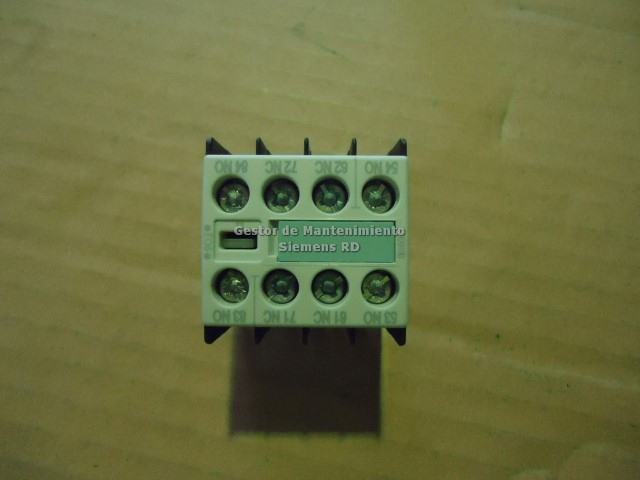 84 NO 72 NC 62 NC 54 NO
Gestor de Mantenimiento
Siemens RD
83 NO 71 NC 61 NC 53 NO